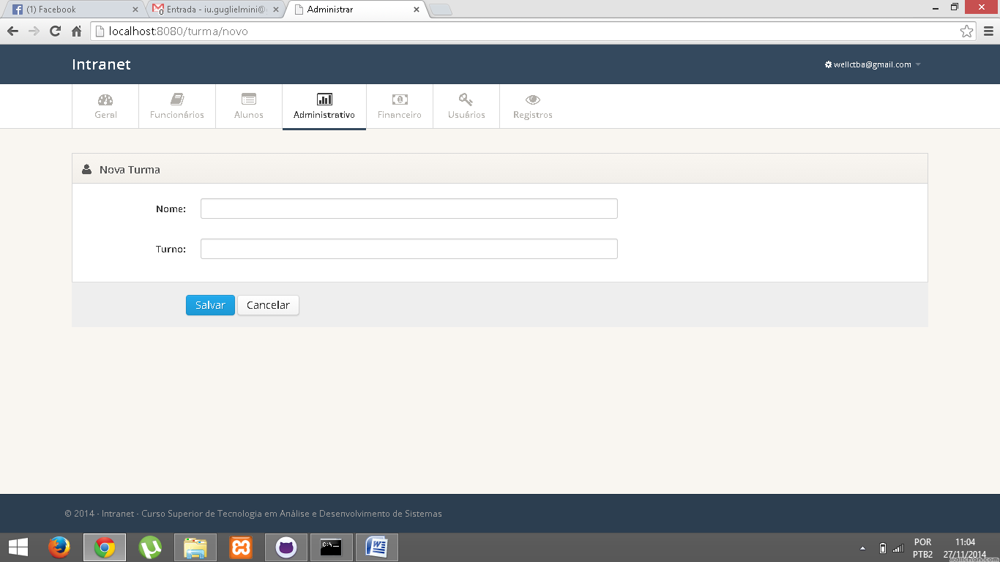 (1) Facebook
Entrada - iu.guglielmini@
Administrar
localhost:8080/turma/novo
Intranet
wellctba@gmail.com
Geral
Funcionários
Alunos
Administrativo
Financeiro
Usuários
Registros
Nova Turma
Nome:
Turno:
Salvar
Cancelar
© 2014 - Intranet - Curso Superior de Tecnologia em Análise e Desenvolvimento de Sistemas
C:\
POR
PTB2
11:04
27/11/2014